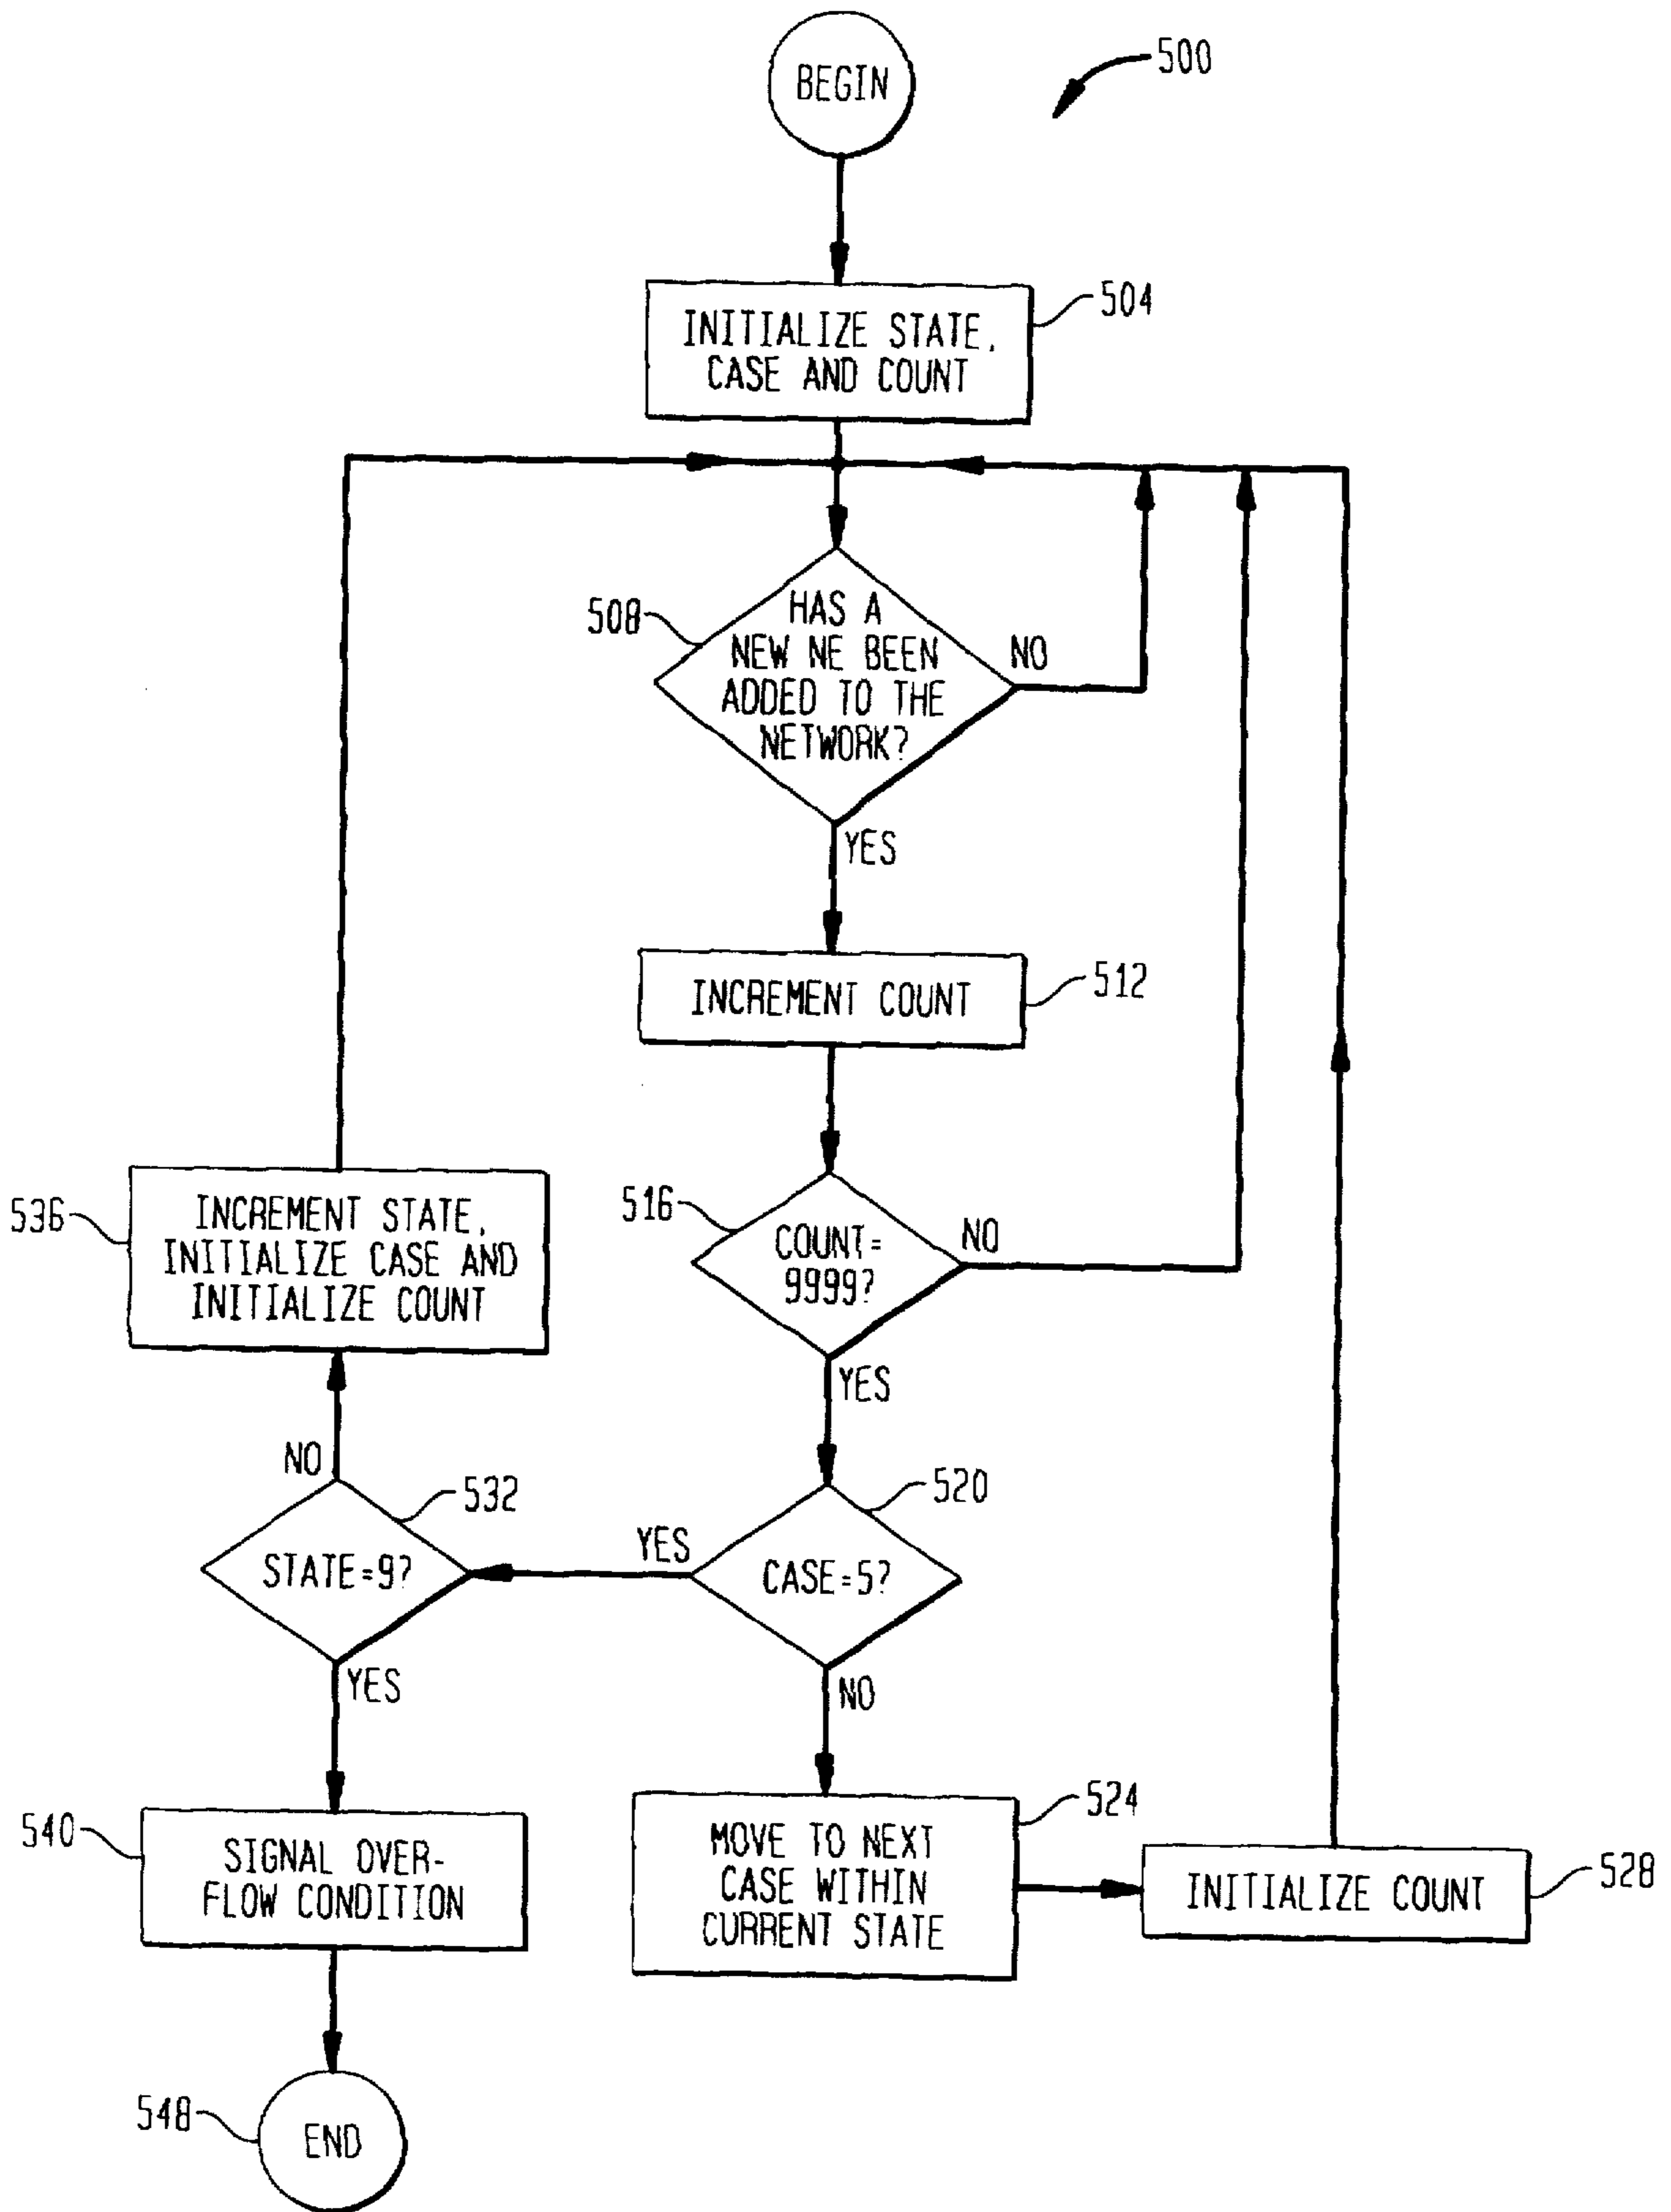 BEGIN
500
INITIALIZE STATE,
CASE AND COUNT
504
508
HAS A
NEW NE BEEN
ADDED TO THE
NETWORK?
NO
YES
INCREMENT COUNT
512
536
INCREMENT STATE,
INITIALIZE CASE AND
INITIALIZE COUNT
516
COUNT=
9999?
NO
YES
NO
532
STATE=9?
YES
520
CASE=5?
YES
NO
540
SIGNAL OVER-
FLOW CONDITION
524
MOVE TO NEXT
CASE WITHIN
CURRENT STATE
INITIALIZE COUNT
528
548
END